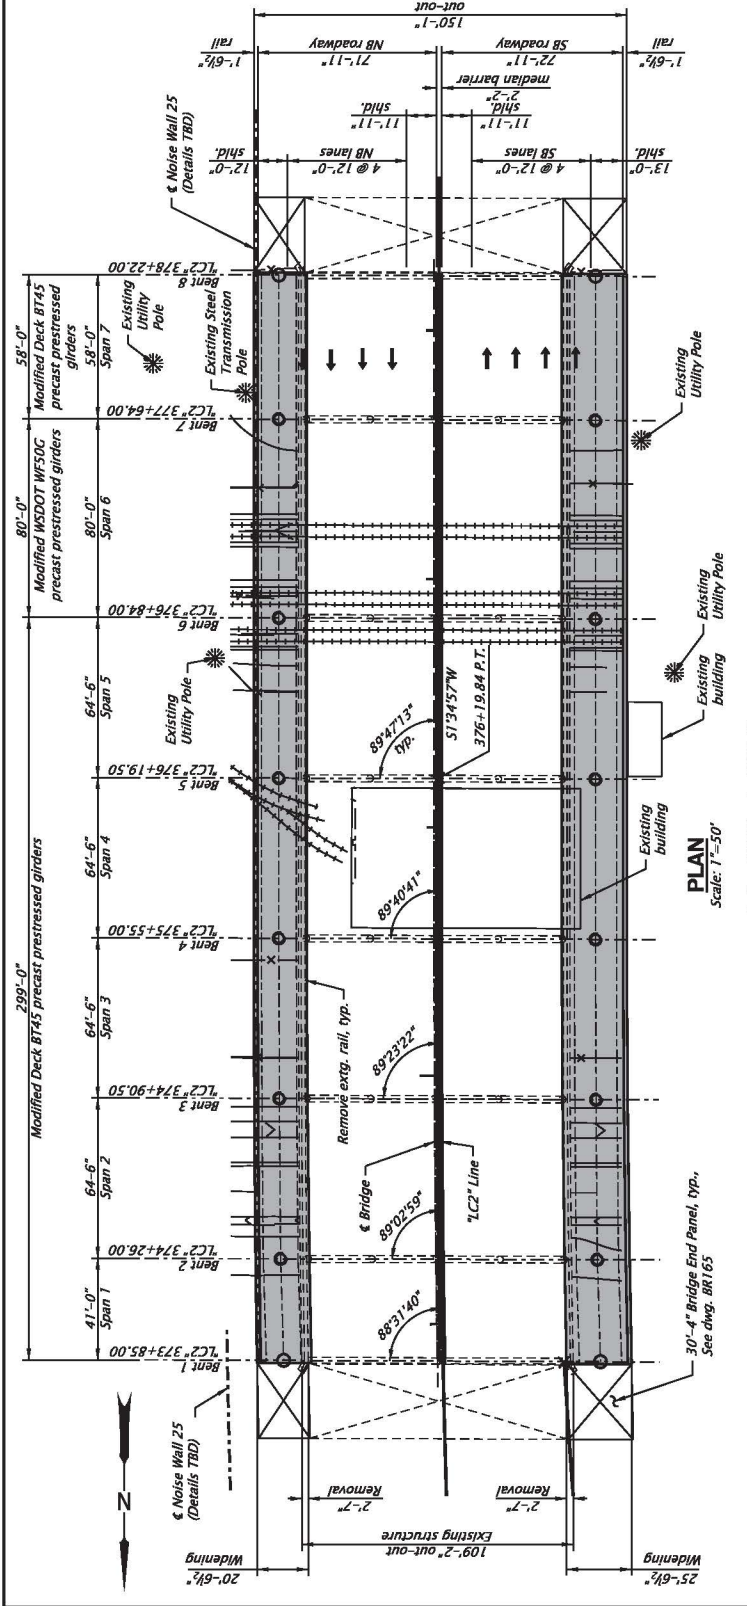 299'-0"
Modified Deck BT45 precast prestressed girders
80'-0"
Modified WSDOT WF50G
precast prestressed girders
58'-0"
Modified Deck BT45
precast prestressed
girders
41'-0"
Span 1
64'-6"
Span 2
64'-6"
Span 3
64'-6"
Span 4
64'-6"
Span 5
80'-0"
Span 6
58'-0"
Span 7
Bent 1
"LC2" 373+85.00
Bent 2
"LC2" 374+26.00
Bent 3
"LC2" 374+90.50
Bent 4
"LC2" 375+55.00
Bent 5
"LC2" 376+19.50
Bent 6
"LC2" 376+84.00
Bent 7
"LC2" 377+64.00
Bent 8
"LC2" 378+22.00
N
℄ Noise Wall 25
(Details TBD)
Existing
Utility Pole
Existing
Utility
Pole
Existing Steel
Transmission
Pole
℄ Noise Wall 25
(Details TBD)
20'-6½"
Widening
2'-7"
Removal
109'-2" out-out
Existing structure
2'-7"
Removal
25'-6½"
Widening
Remove extg. rail, typ.
℄ Bridge
"LC2" Line
88°31'40"
89°02'59"
89°23'22"
89°40'41"
89°47'13"
typ.
S1°34'57"W
376+19.84 P.T.
1'-6½"
rail
71'-11"
NB roadway
72'-11"
SB roadway
1'-6½"
rail
150'-1"
out-out
2'-2"
median barrier
11'-11"
shld.
11'-11"
shld.
12'-0"
shld.
4 @ 12'-0"
NB lanes
4 @ 12'-0"
SB lanes
13'-0"
shld.
30'-4" Bridge End Panel, typ.,
See dwg. BR165
Existing
building
Existing
building
Existing
Utility Pole
Existing
Utility Pole
PLAN
Scale: 1"=50'